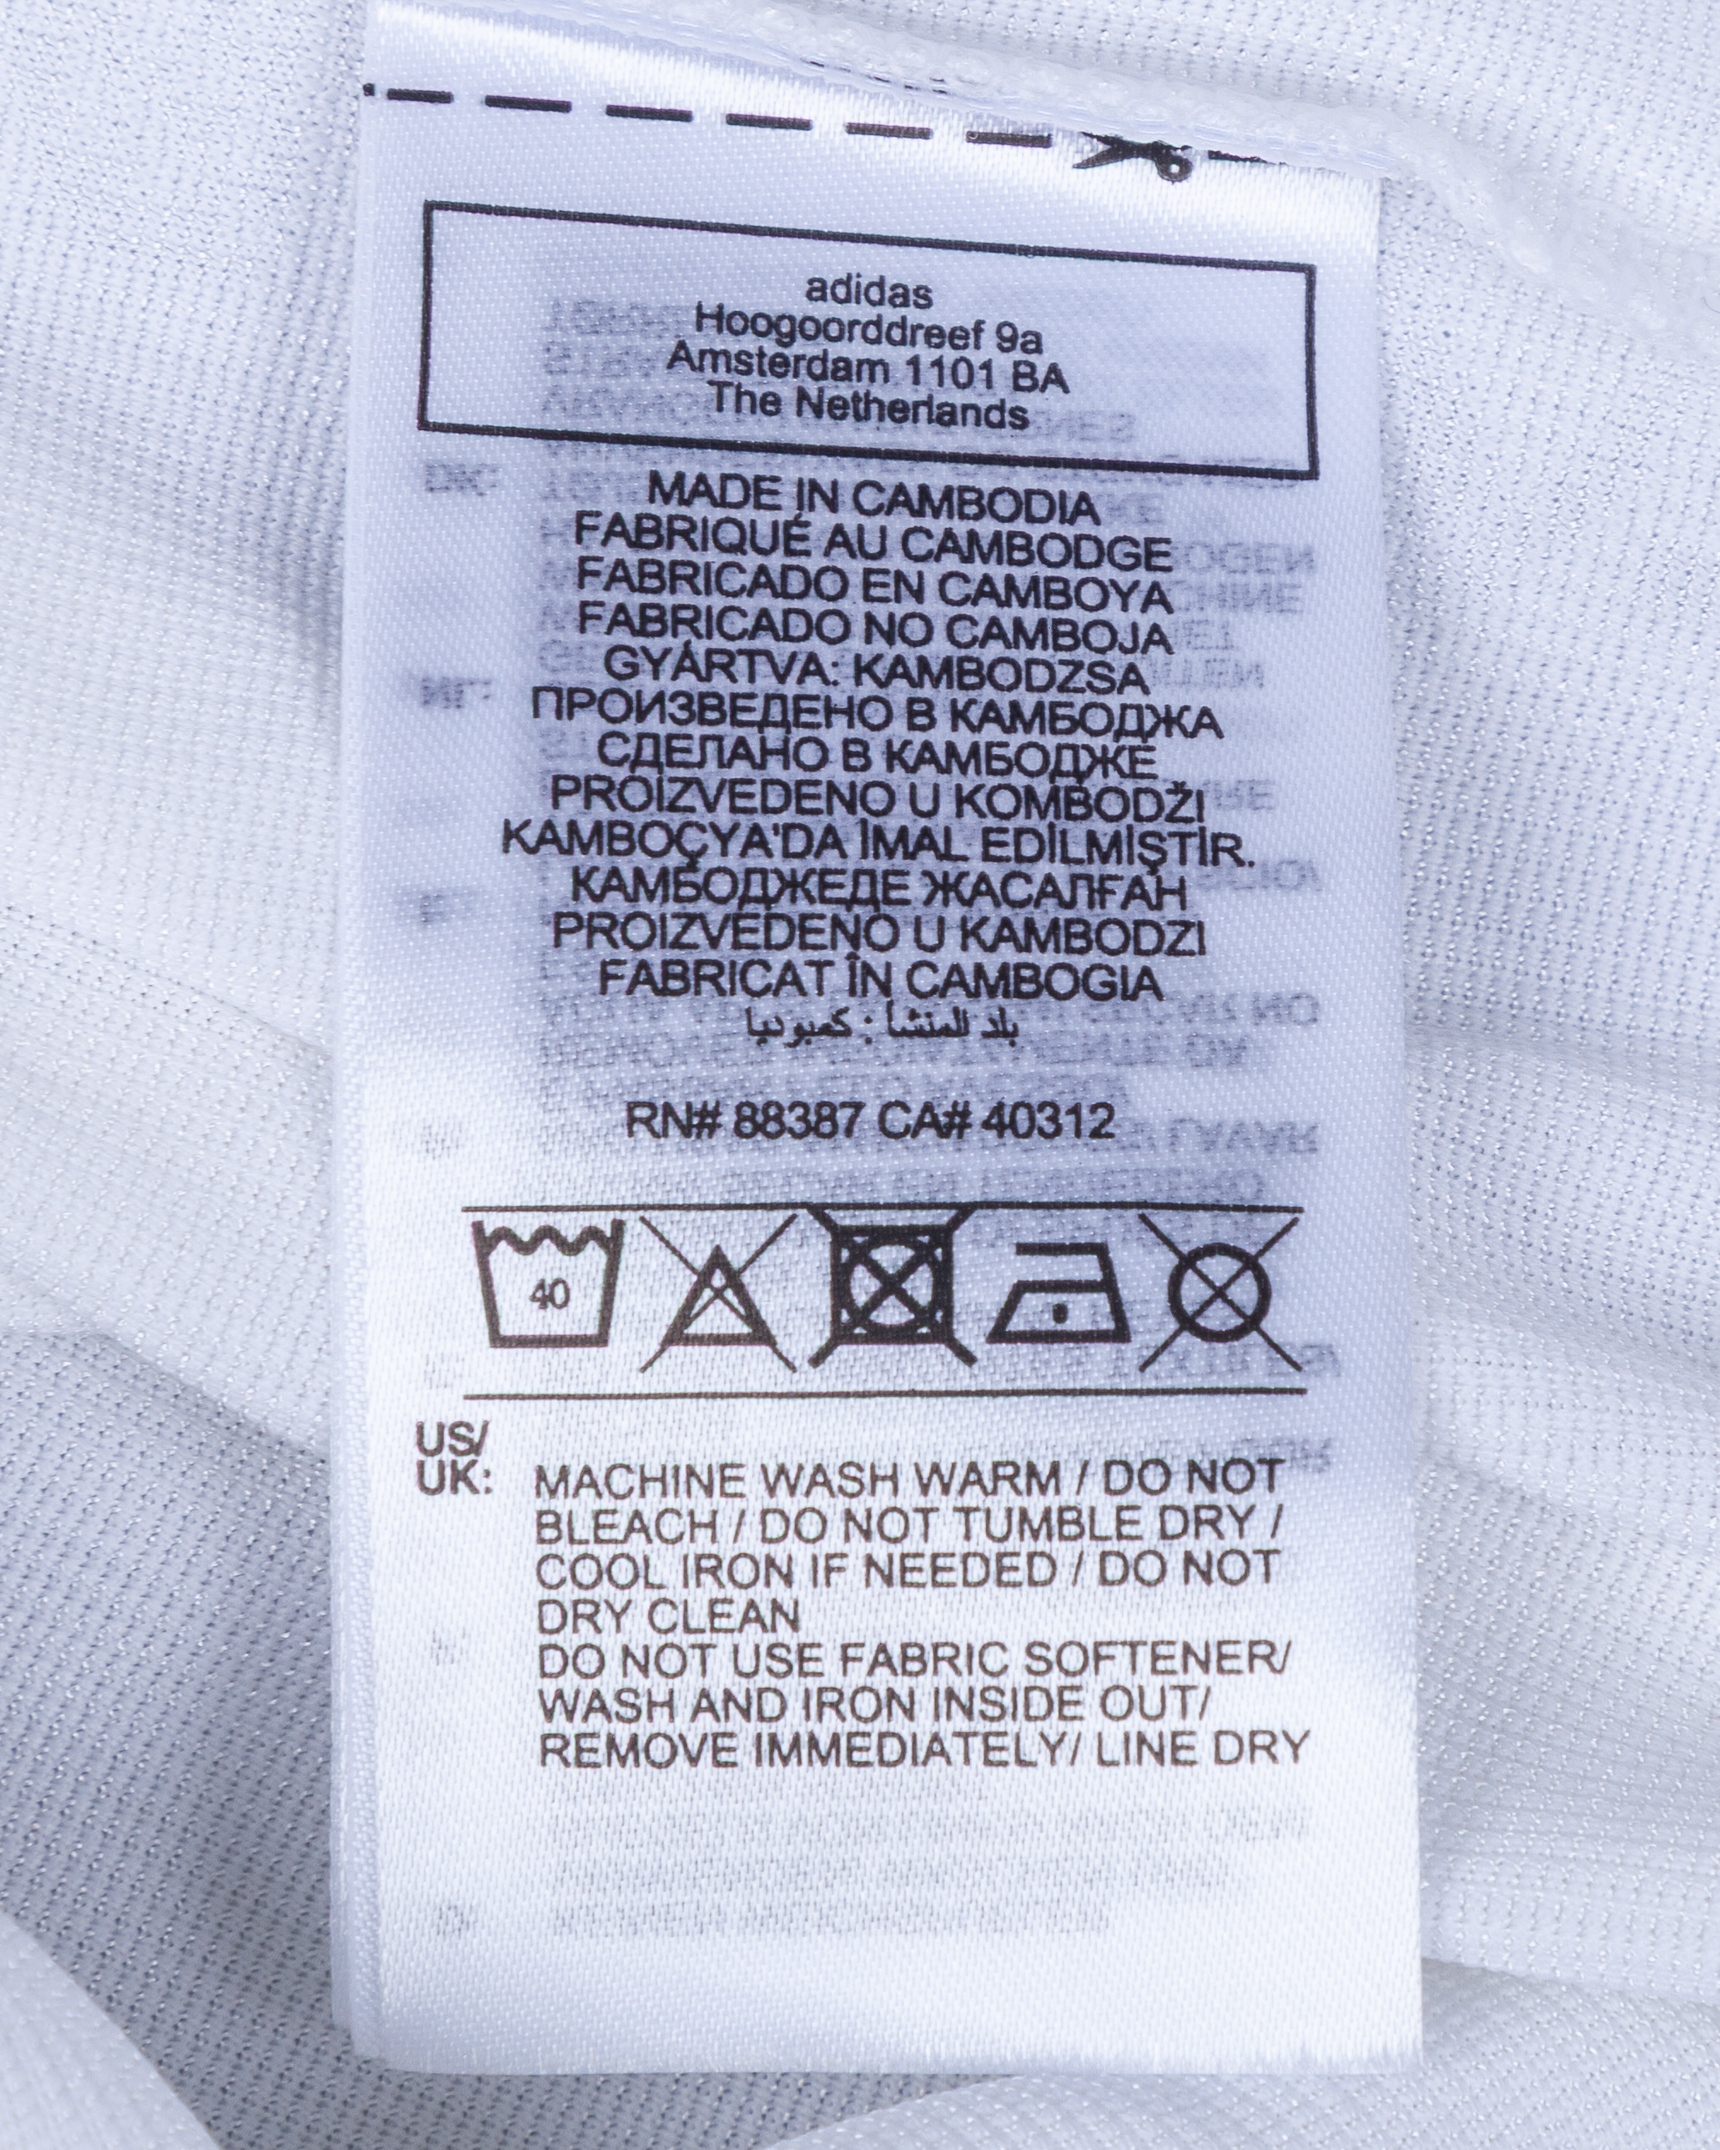 adidas
Hoogoorddreef 9a
Amsterdam 1101 BA
The Netherlands
MADE IN CAMBODIA
FABRIQUÉ AU CAMBODGE
FABRICADO EN CAMBOYA
FABRICADO NO CAMBOJA
GYÁRTVA: KAMBODZSA
ПРОИЗВЕДЕНО В КАМБОДЖА
СДЕЛАНО В КАМБОДЖЕ
PROIZVEDENO U KOMBODŽI
KAMBOÇYA'DA İMAL EDİLMİŞTİR.
КАМБОДЖЕДЕ ЖАСАЛҒАН
PROIZVEDENO U KAMBODZI
FABRICAT ÎN CAMBOGIA
بلد المنشأ : كمبوديا
RN# 88387 CA# 40312
40
US/
UK: MACHINE WASH WARM / DO NOT
BLEACH / DO NOT TUMBLE DRY /
COOL IRON IF NEEDED / DO NOT
DRY CLEAN
DO NOT USE FABRIC SOFTENER/
WASH AND IRON INSIDE OUT/
REMOVE IMMEDIATELY/ LINE DRY